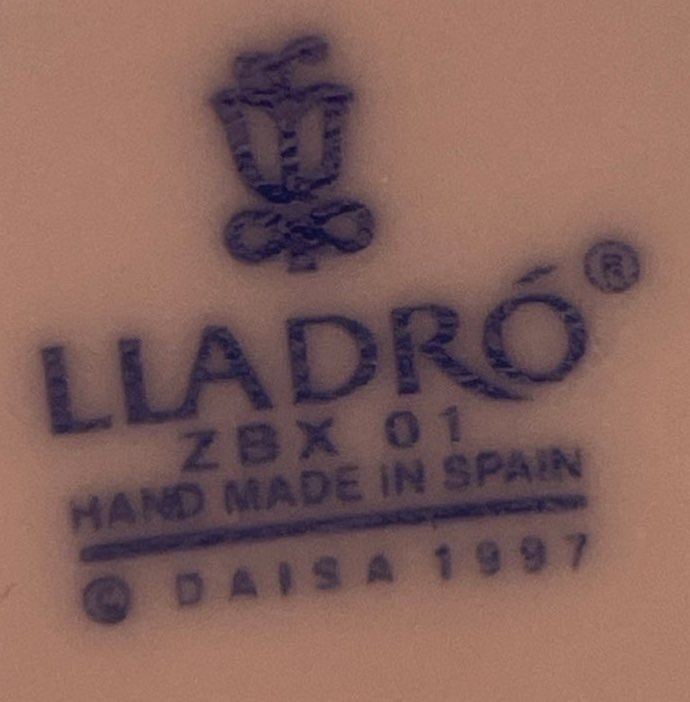 LLADRÓ®
ZBX 01
HAND MADE IN SPAIN
© DAISA 1997